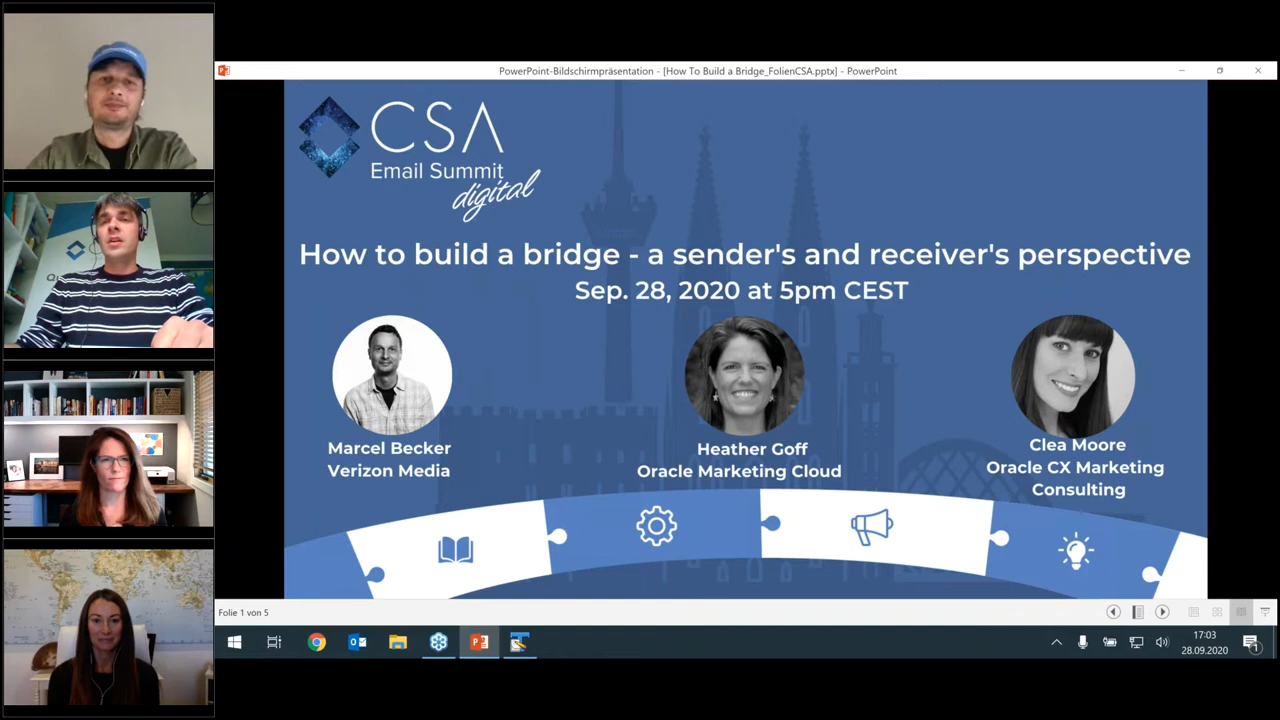 PowerPoint-Bildschirmpräsentation - [How To Build a Bridge_FolienCSA.pptx] - PowerPoint
CSA
Email Summit
digital
How to build a bridge - a sender's and receiver's perspective
Sep. 28, 2020 at 5pm CEST
Marcel Becker
Verizon Media
Heather Goff
Oracle Marketing Cloud
Clea Moore
Oracle CX Marketing
Consulting
Folie 1 von 5
17:03
28.09.2020
1